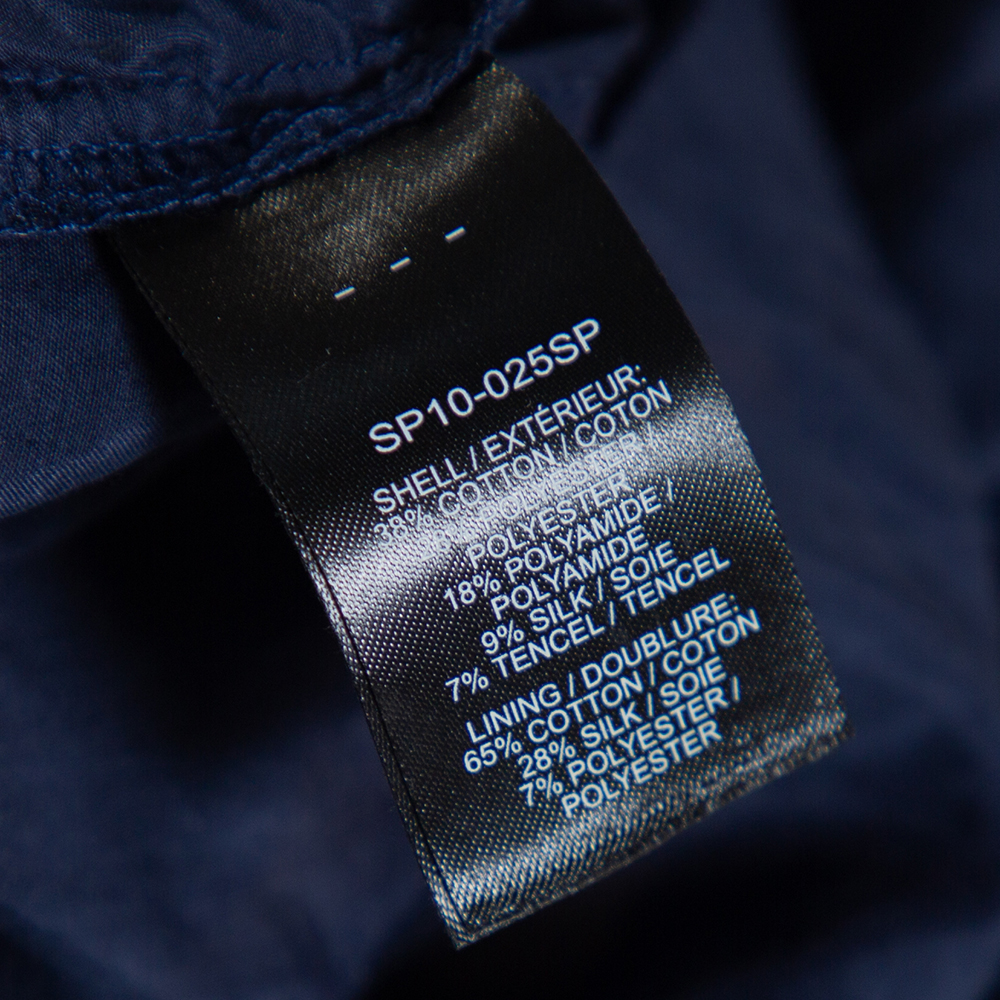 - - -
SP10-025SP
SHELL / EXTÉRIEUR:
38% COTTON / COTON
POLYESTER /
POLYESTER
18% POLYAMIDE /
POLYAMIDE
9% SILK / SOIE
7% TENCEL / TENCEL
LINING / DOUBLURE:
65% COTTON / COTON
28% SILK / SOIE
7% POLYESTER /
POLYESTER